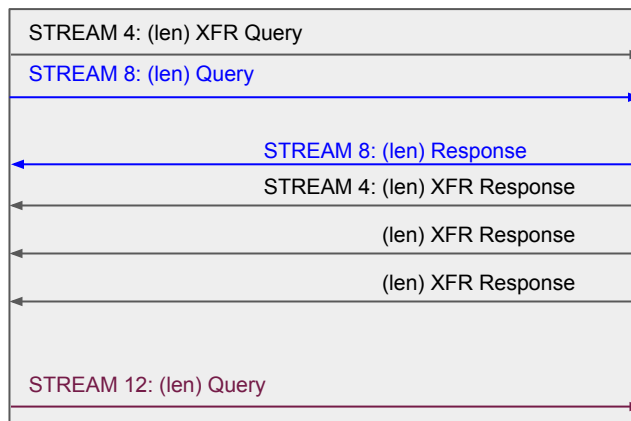 STREAM 4: (len) XFR Query
STREAM 8: (len) Query
STREAM 8: (len) Response
STREAM 4: (len) XFR Response
(len) XFR Response
(len) XFR Response
STREAM 12: (len) Query